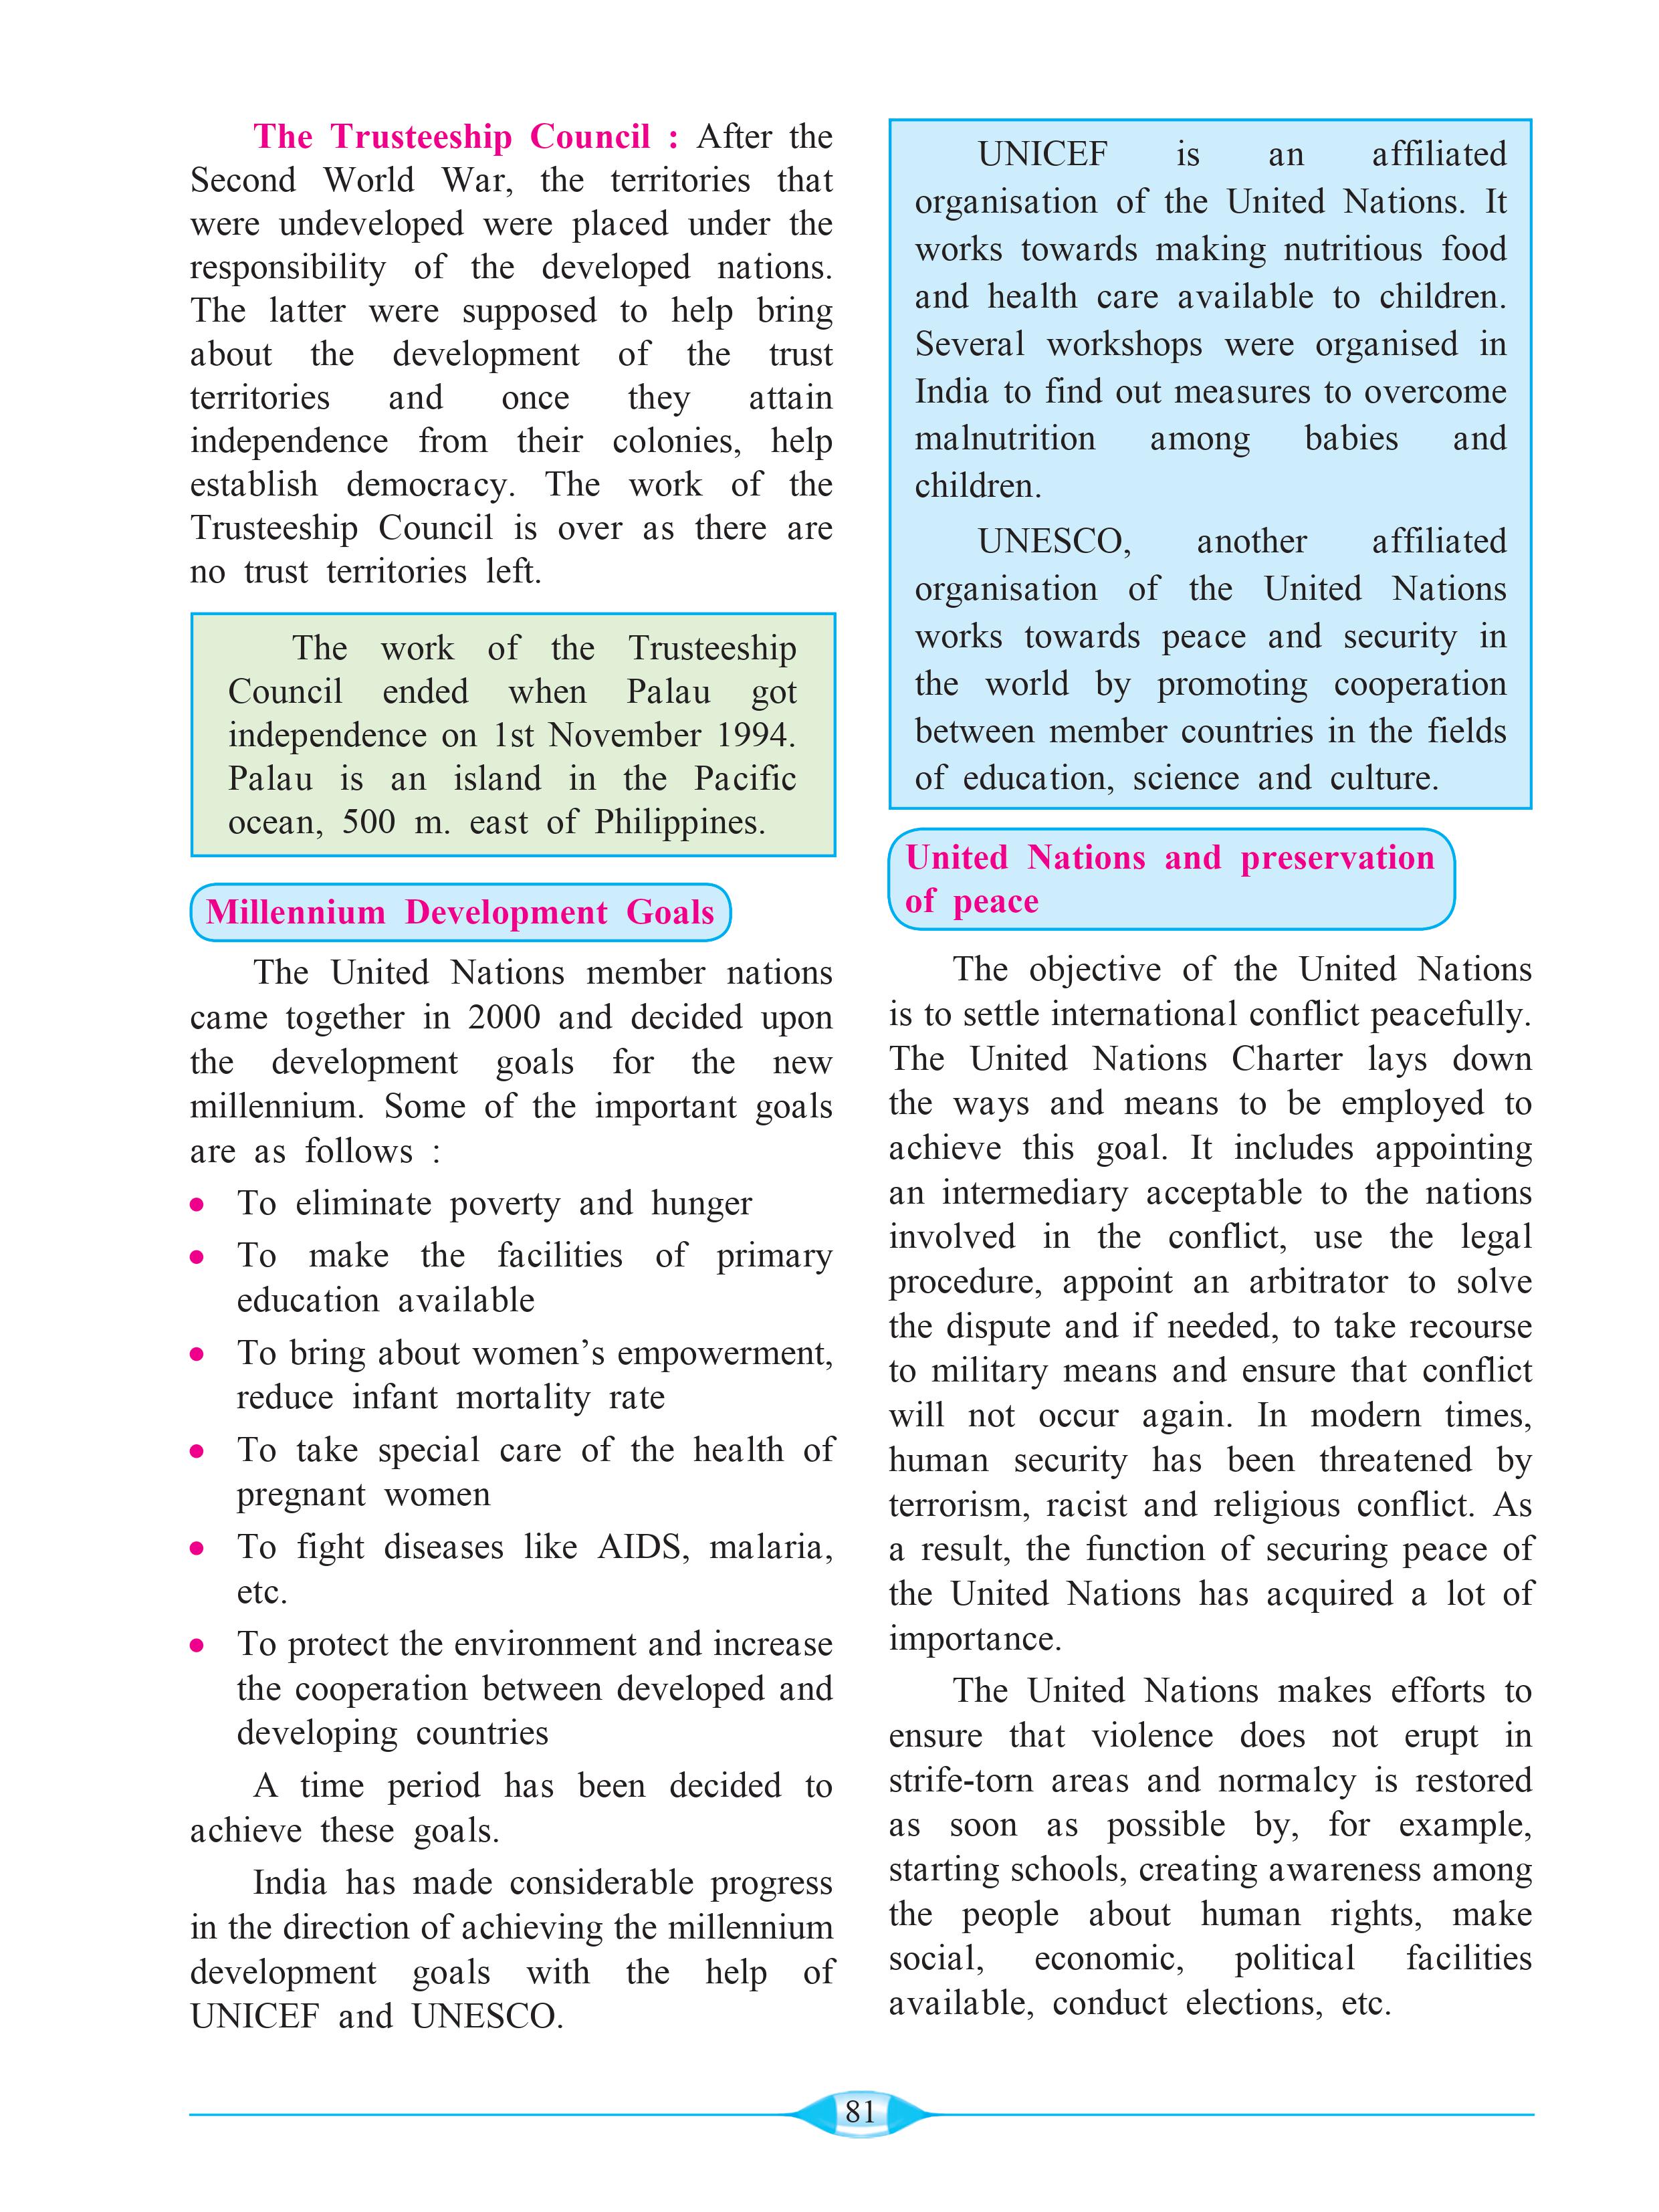 The Trusteeship Council : After the
Second World War, the territories that
were undeveloped were placed under the
responsibility of the developed nations.
The latter were supposed to help bring
about the development of the trust
territories and once they attain
independence from their colonies, help
establish democracy. The work of the
Trusteeship Council is over as there are
no trust territories left.
The work of the Trusteeship
Council ended when Palau got
independence on 1st November 1994.
Palau is an island in the Pacific
ocean, 500 m. east of Philippines.
Millennium Development Goals
The United Nations member nations
came together in 2000 and decided upon
the development goals for the new
millennium. Some of the important goals
are as follows :
• To eliminate poverty and hunger
• To make the facilities of primary
education available
• To bring about women’s empowerment,
reduce infant mortality rate
• To take special care of the health of
pregnant women
• To fight diseases like AIDS, malaria,
etc.
• To protect the environment and increase
the cooperation between developed and
developing countries
A time period has been decided to
achieve these goals.
India has made considerable progress
in the direction of achieving the millennium
development goals with the help of
UNICEF and UNESCO.
UNICEF is an affiliated
organisation of the United Nations. It
works towards making nutritious food
and health care available to children.
Several workshops were organised in
India to find out measures to overcome
malnutrition among babies and
children.
UNESCO, another affiliated
organisation of the United Nations
works towards peace and security in
the world by promoting cooperation
between member countries in the fields
of education, science and culture.
United Nations and preservation
of peace
The objective of the United Nations
is to settle international conflict peacefully.
The United Nations Charter lays down
the ways and means to be employed to
achieve this goal. It includes appointing
an intermediary acceptable to the nations
involved in the conflict, use the legal
procedure, appoint an arbitrator to solve
the dispute and if needed, to take recourse
to military means and ensure that conflict
will not occur again. In modern times,
human security has been threatened by
terrorism, racist and religious conflict. As
a result, the function of securing peace of
the United Nations has acquired a lot of
importance.
The United Nations makes efforts to
ensure that violence does not erupt in
strife-torn areas and normalcy is restored
as soon as possible by, for example,
starting schools, creating awareness among
the people about human rights, make
social, economic, political facilities
available, conduct elections, etc.
81